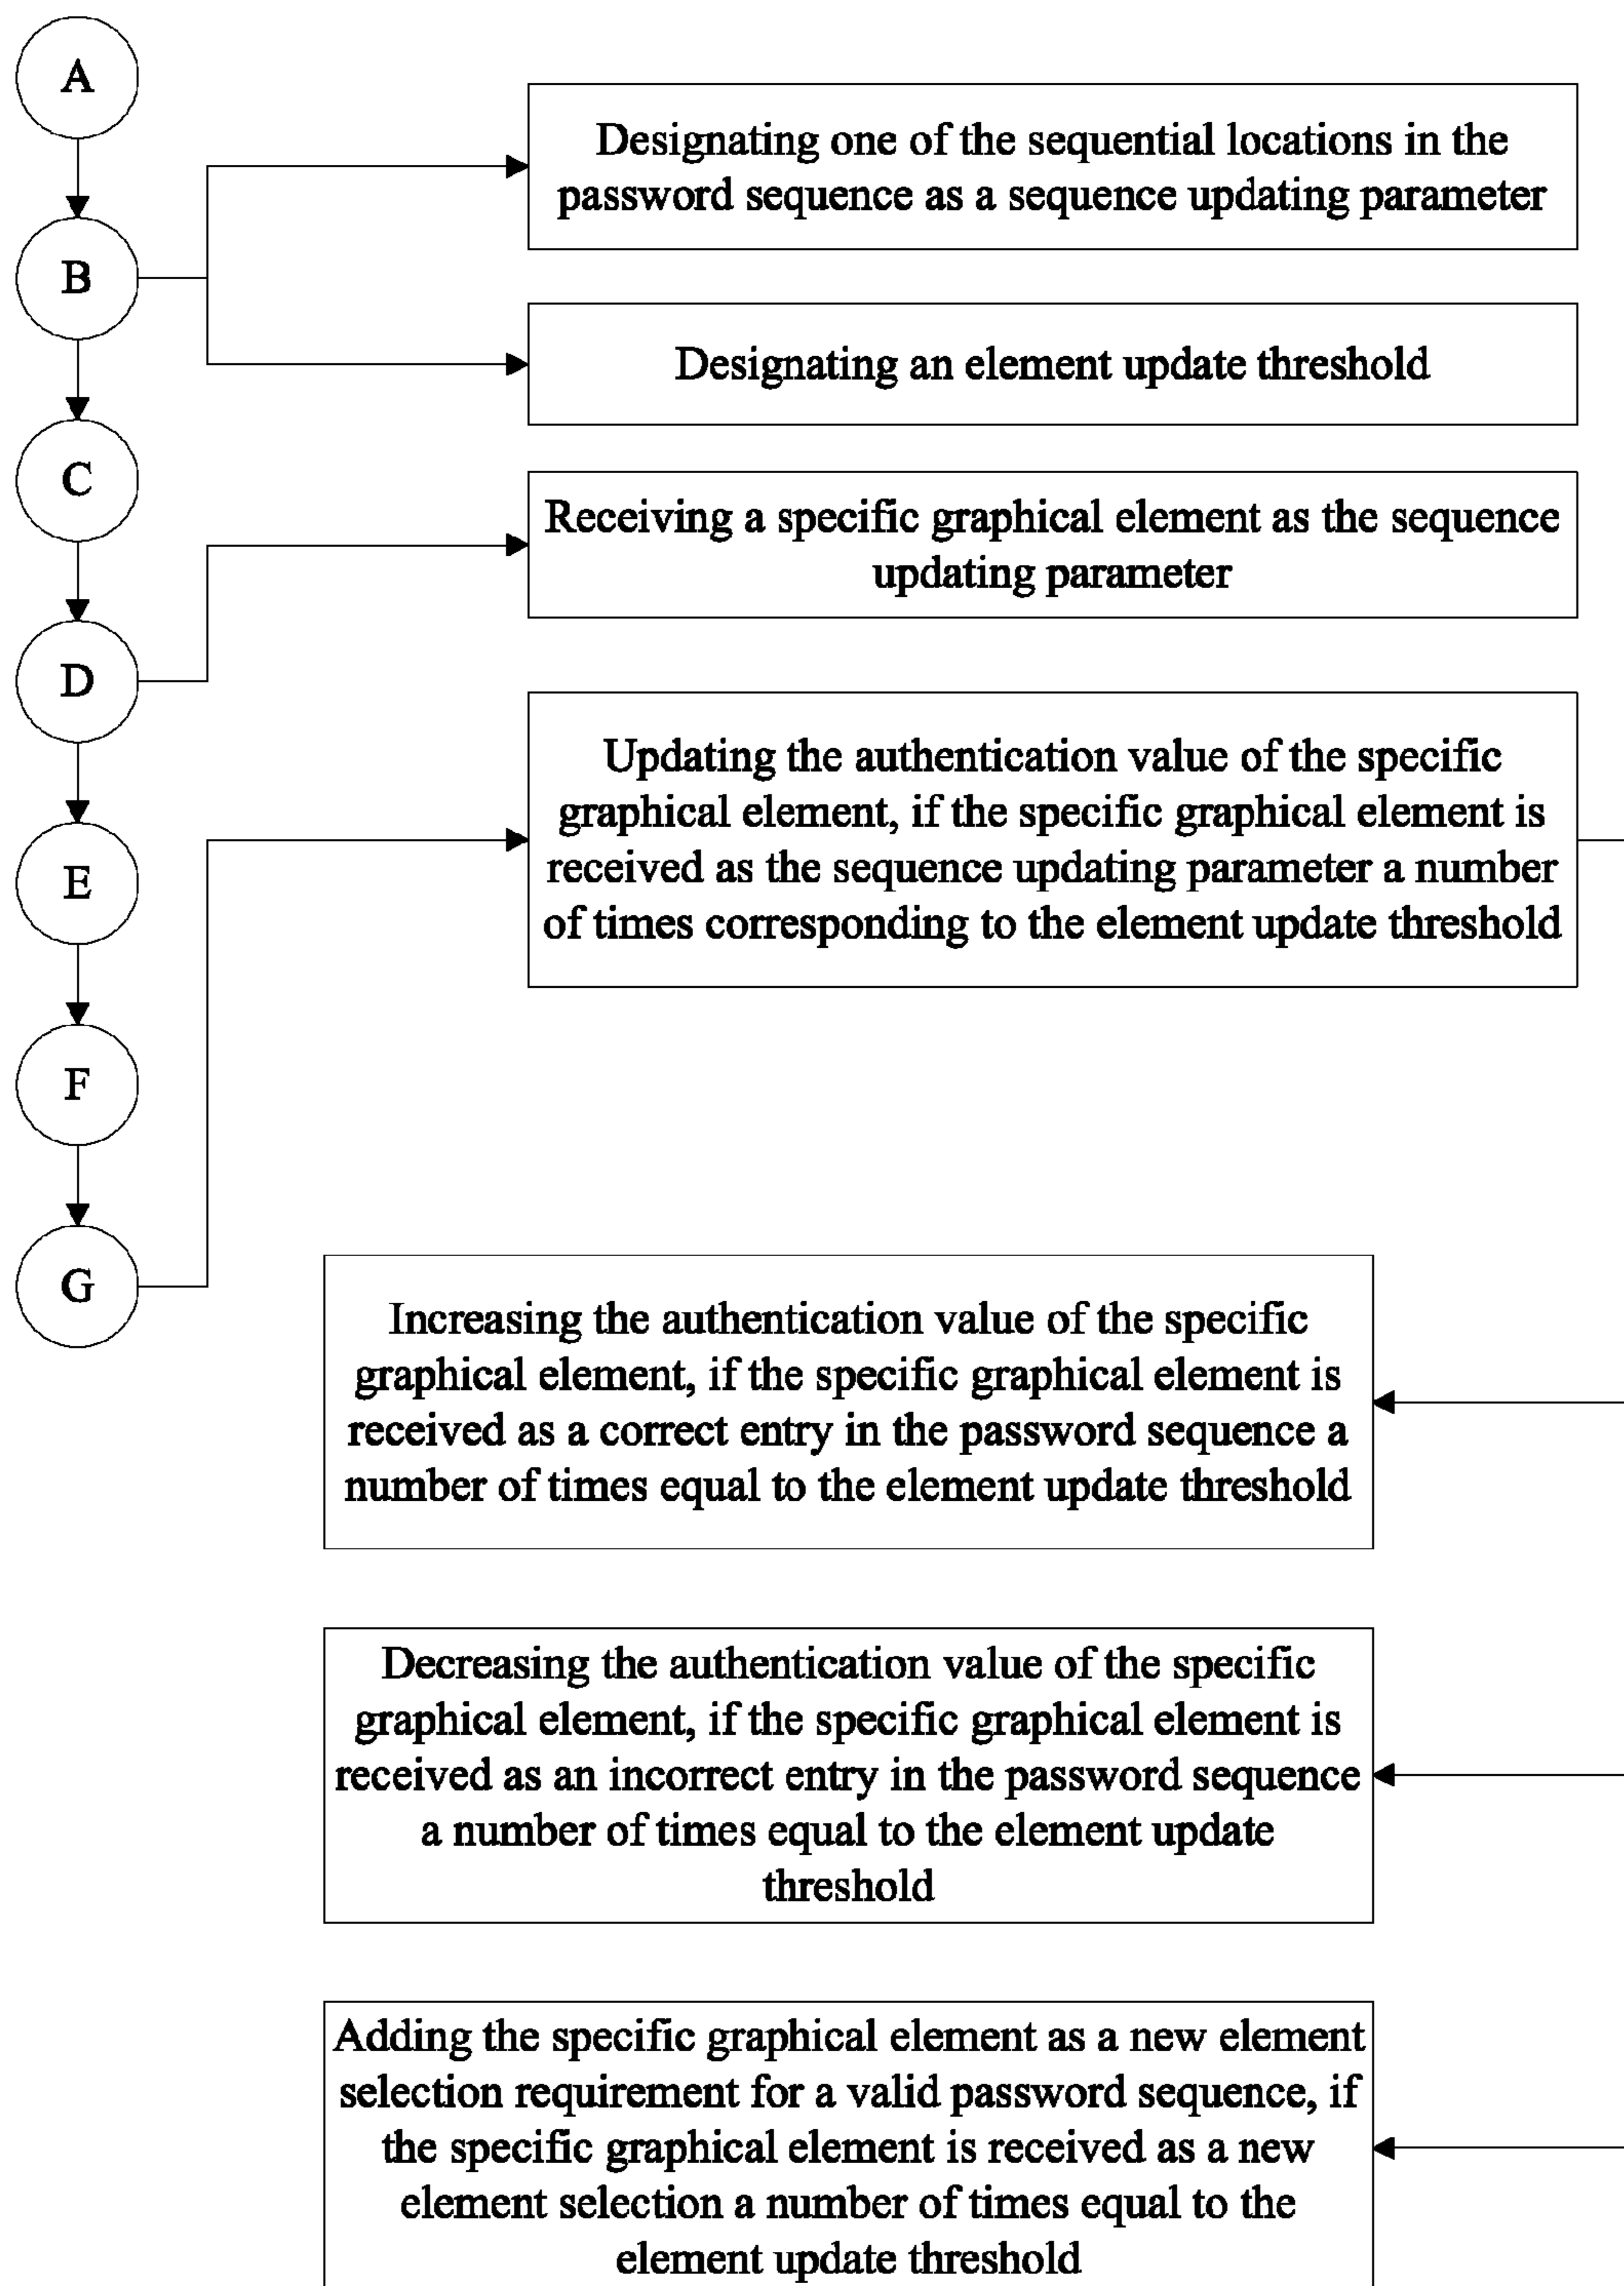 A
Designating one of the sequential locations in the
password sequence as a sequence updating parameter
B
Designating an element update threshold
C
Receiving a specific graphical element as the sequence
updating parameter
D
Updating the authentication value of the specific
graphical element, if the specific graphical element is
received as the sequence updating parameter a number
of times corresponding to the element update threshold
E
F
G
Increasing the authentication value of the specific
graphical element, if the specific graphical element is
received as a correct entry in the password sequence a
number of times equal to the element update threshold
Decreasing the authentication value of the specific
graphical element, if the specific graphical element is
received as an incorrect entry in the password sequence
a number of times equal to the element update
threshold
Adding the specific graphical element as a new element
selection requirement for a valid password sequence, if
the specific graphical element is received as a new
element selection a number of times equal to the
element update threshold